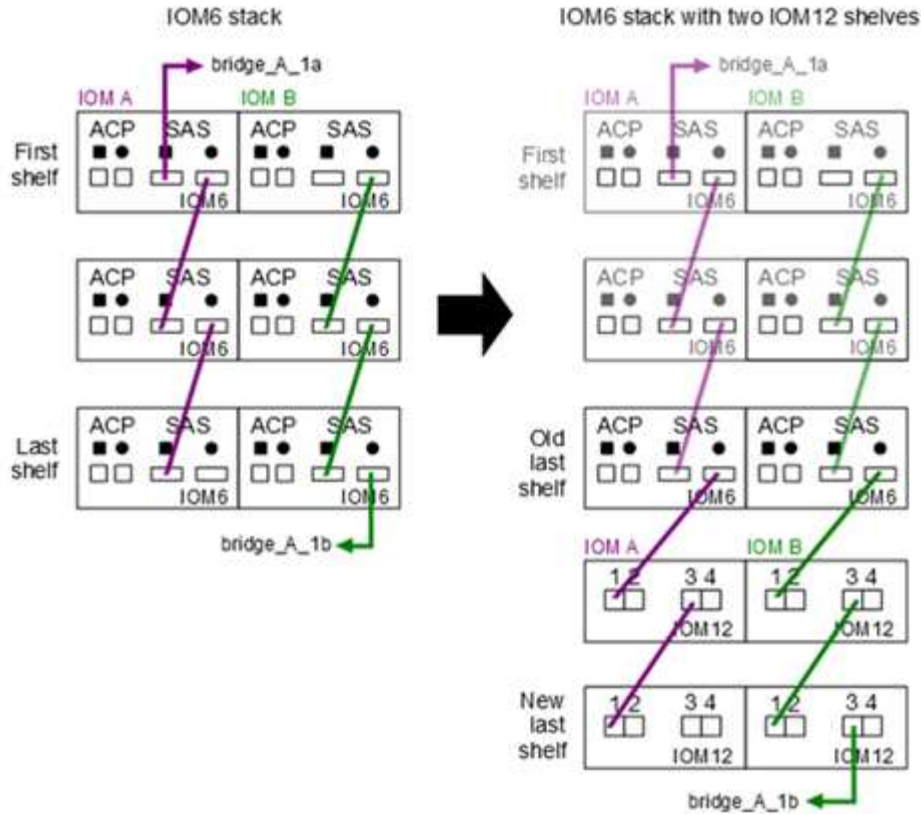 IOM6 stack
bridge_A_1a
IOM A
IOM B
First shelf
ACP SAS
ACP SAS
IOM6
IOM6
ACP SAS
ACP SAS
IOM6
IOM6
Last shelf
ACP SAS
ACP SAS
IOM6
IOM6
bridge_A_1b
IOM6 stack with two IOM12 shelves
bridge_A_1a
IOM A
IOM B
First shelf
ACP SAS
ACP SAS
IOM6
IOM6
ACP SAS
ACP SAS
IOM6
IOM6
Old last shelf
ACP SAS
ACP SAS
IOM6
IOM6
IOM A
IOM B
1 2 3 4
1 2 3 4
IOM12
IOM12
New last shelf
1 2 3 4
1 2 3 4
IOM12
IOM12
bridge_A_1b